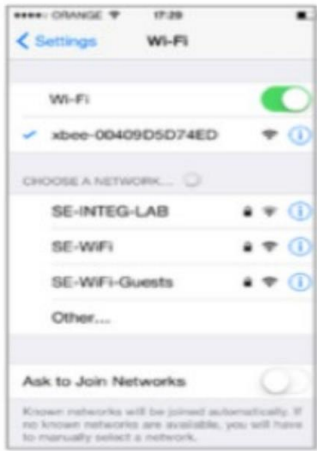 ORANGE 17:29
Settings Wi-Fi
Wi-Fi
xbee-00409D5D74ED
CHOOSE A NETWORK...
SE-INTEG-LAB
SE-WiFi
SE-WiFi-Guests
Other...
Ask to Join Networks
Known networks will be joined automatically. If
no known networks are available, you will have
to manually select a network.